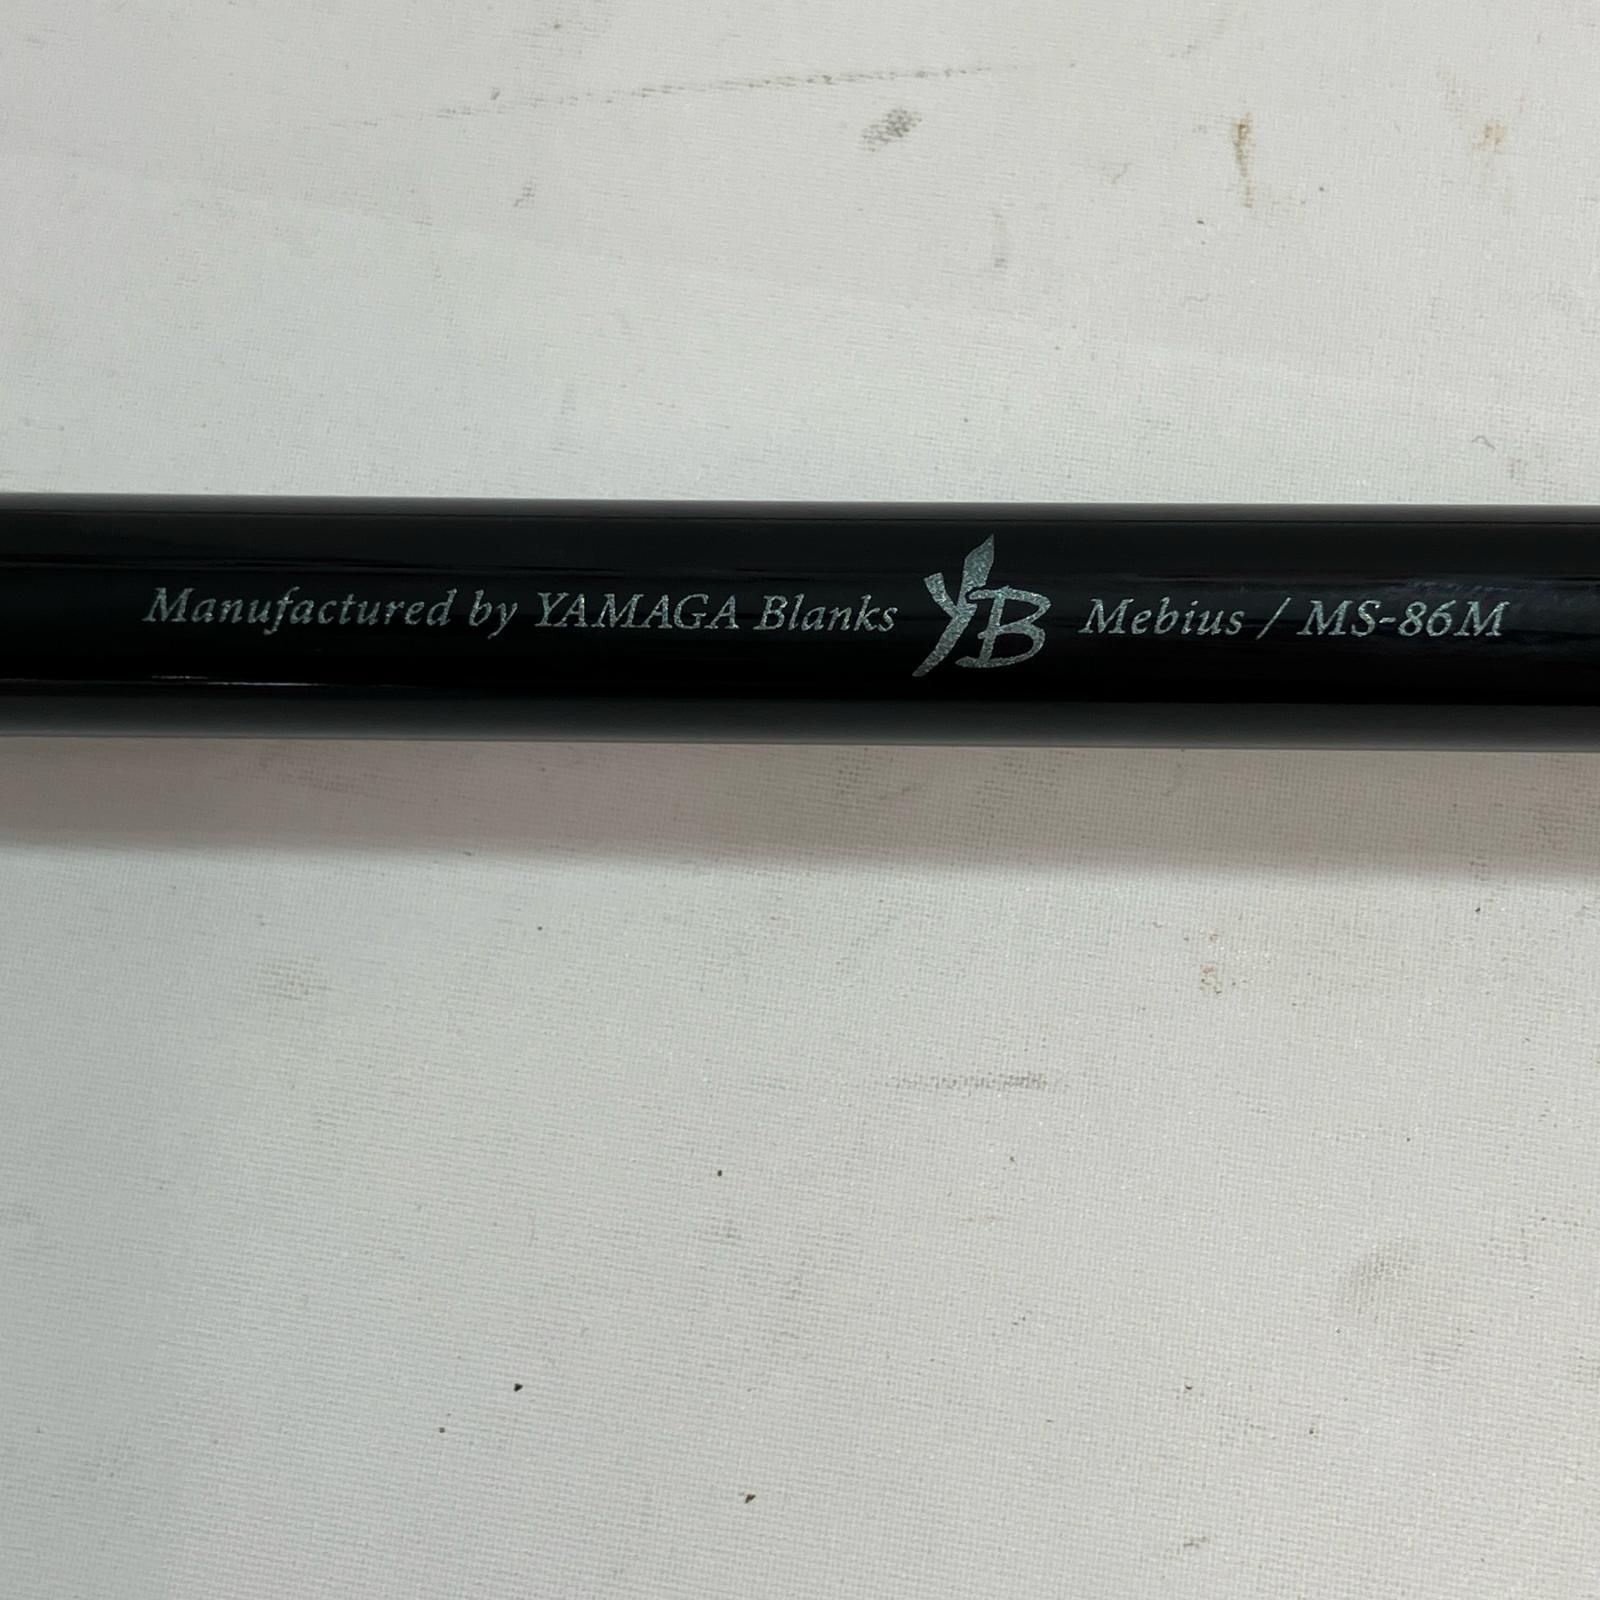 Manufactured by YAMAGA Blanks YB Mebius / MS-86M